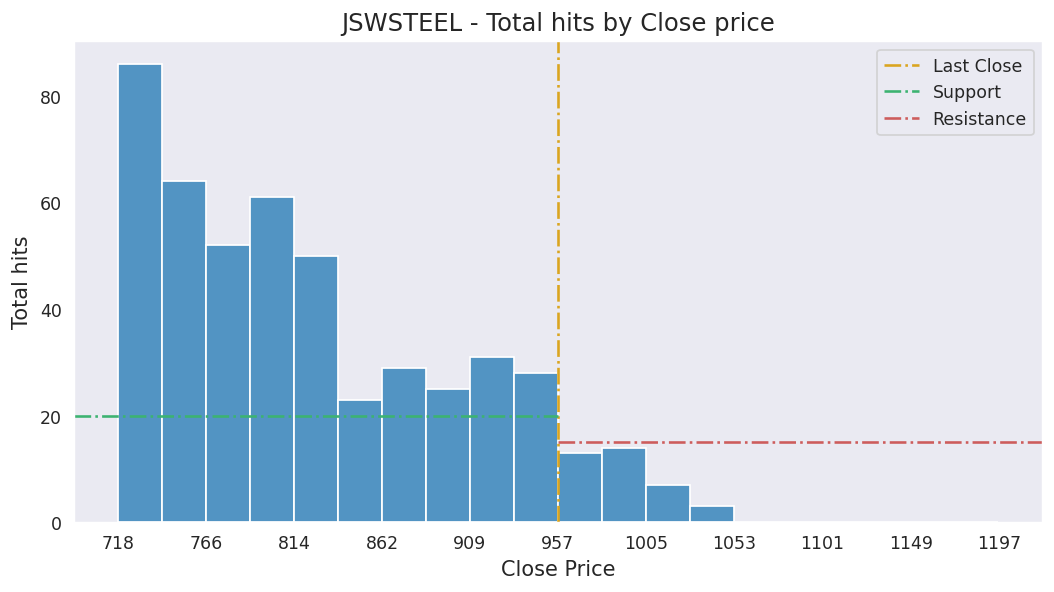 JSWSTEEL - Total hits by Close price
Last Close
Support
Resistance
Total hits
80
60
40
20
0
718 766 814 862 909 957 1005 1053 1101 1149 1197
Close Price